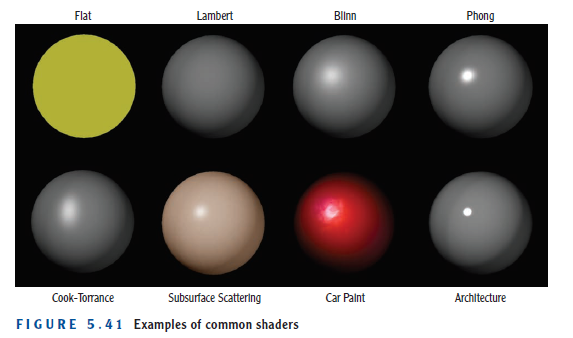 Flat Lambert Blinn Phong
Cook-Torrance Subsurface Scattering Car Paint Architecture
FIGURE 5.41 Examples of common shaders